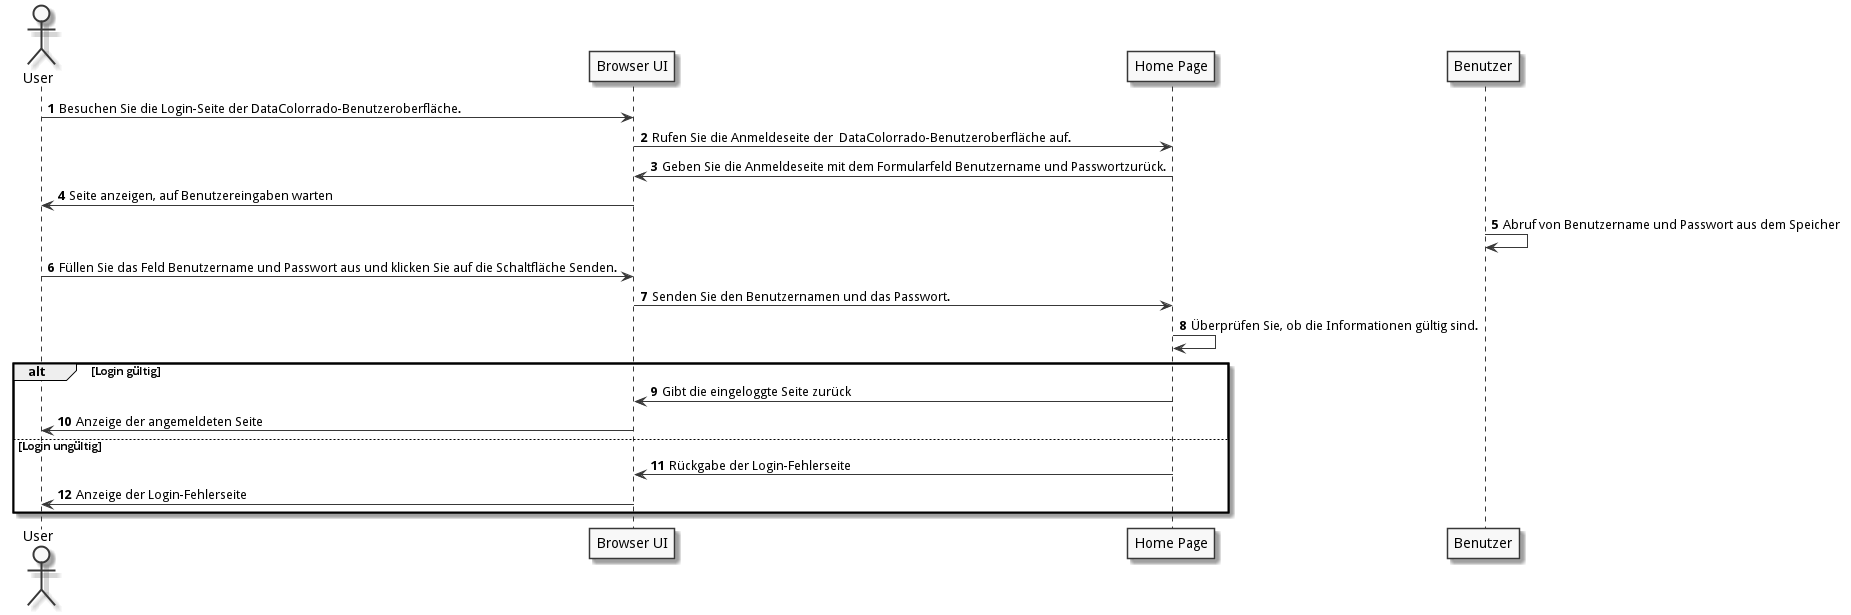 User
Browser UI
Home Page
Benutzer
1 Besuchen Sie die Login-Seite der DataColorrado-Benutzeroberfläche.
2 Rufen Sie die Anmeldeseite der  DataColorrado-Benutzeroberfläche auf.
3 Geben Sie die Anmeldeseite mit dem Formularfeld Benutzername und Passwortzurück.
4 Seite anzeigen, auf Benutzereingaben warten
5 Abruf von Benutzername und Passwort aus dem Speicher
6 Füllen Sie das Feld Benutzername und Passwort aus und klicken Sie auf die Schaltfläche Senden.
7 Senden Sie den Benutzernamen und das Passwort.
8 Überprüfen Sie, ob die Informationen gültig sind.
alt [Login gültig]
9 Gibt die eingeloggte Seite zurück
10 Anzeige der angemeldeten Seite
[Login ungültig]
11 Rückgabe der Login-Fehlerseite
12 Anzeige der Login-Fehlerseite
User
Browser UI
Home Page
Benutzer